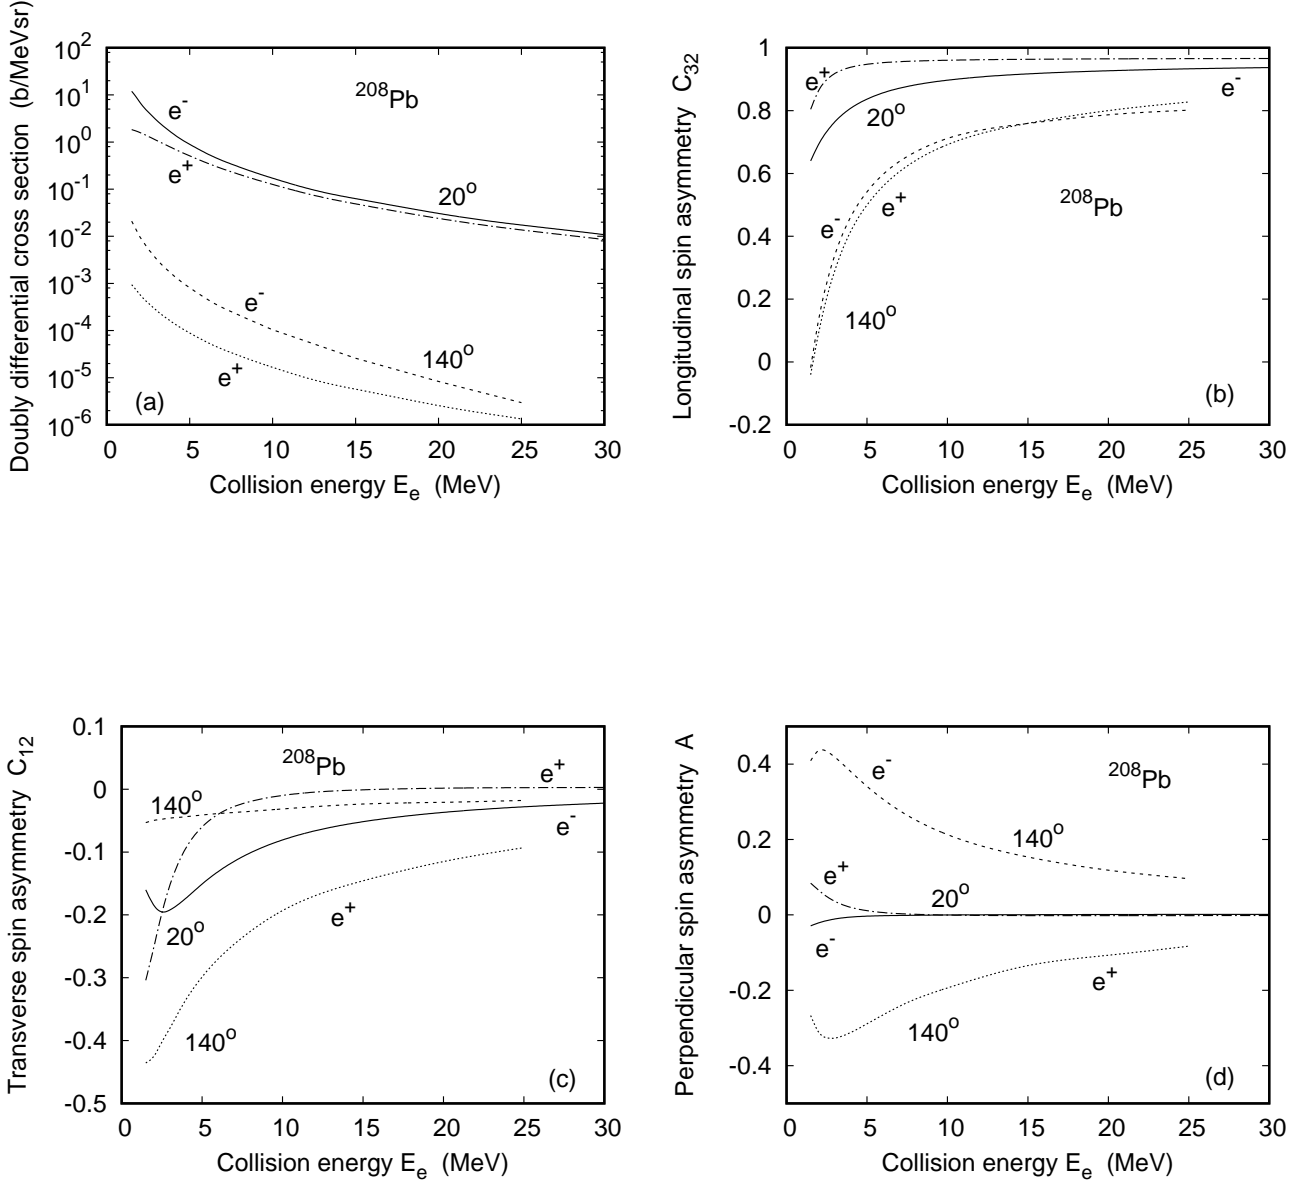 Doubly differential cross section (b/MeVsr)
10^2
10^1
10^0
10^-1
10^-2
10^-3
10^-4
10^-5
10^-6
^208Pb
e^-
e^+
20^o
e^-
140^o
e^+
(a)
0 5 10 15 20 25 30
Collision energy E_e (MeV)
Longitudinal spin asymmetry C_32
1
0.8
0.6
0.4
0.2
0
-0.2
e^+
e^-
20^o
^208Pb
e^-
e^+
140^o
(b)
0 5 10 15 20 25 30
Collision energy E_e (MeV)
Transverse spin asymmetry C_12
0.1
0
-0.1
-0.2
-0.3
-0.4
-0.5
^208Pb
e^+
140^o
e^-
20^o
e^+
140^o
(c)
0 5 10 15 20 25 30
Collision energy E_e (MeV)
Perpendicular spin asymmetry A
0.4
0.2
0
-0.2
-0.4
e^-
^208Pb
140^o
e^+
20^o
e^-
e^+
140^o
(d)
0 5 10 15 20 25 30
Collision energy E_e (MeV)